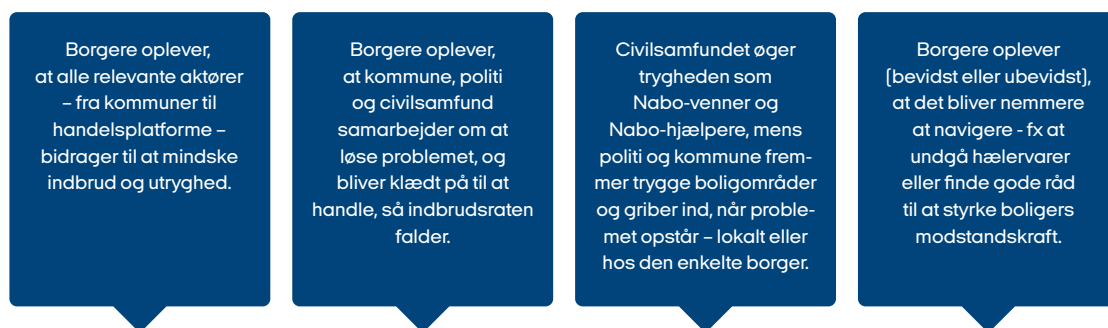 Borgere oplever,
at alle relevante aktører
– fra kommuner til
handelsplatforme –
bidrager til at mindske
indbrud og utryghed.
Borgere oplever,
at kommune, politi
og civilsamfund
samarbejder om at
løse problemet, og
bliver klædt på til at
handle, så indbrudsraten
falder.
Civilsamfundet øger
trygheden som
Nabo-venner og
Nabo-hjælpere, mens
politi og kommune frem-
mer trygge boligområder
og griber ind, når proble-
met opstår – lokalt eller
hos den enkelte borger.
Borgere oplever
(bevidst eller ubevidst),
at det bliver nemmere
at navigere - fx at
undgå hælervarer
eller finde gode råd
til at styrke boligers
modstandskraft.